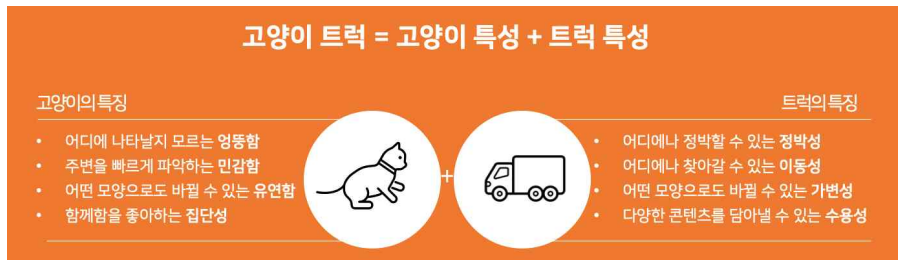 고양이 트럭 = 고양이 특성 + 트럭 특성
고양이의 특징
• 어디에 나타날지 모르는 엉뚱함
• 주변을 빠르게 파악하는 민감함
• 어떤 모양으로도 바뀔 수 있는 유연함
• 함께함을 좋아하는 집단성
+
트럭의 특징
• 어디에나 정박할 수 있는 정박성
• 어디에나 찾아갈 수 있는 이동성
• 어떤 모양으로도 바뀔 수 있는 가변성
• 다양한 콘텐츠를 담아낼 수 있는 수용성